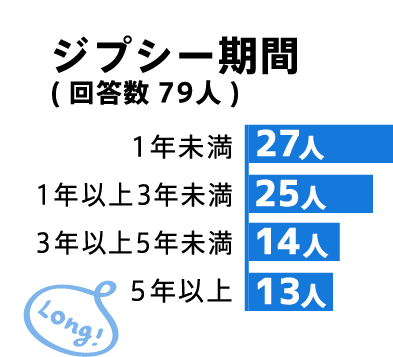 ジプシー期間
( 回答数 79人 )
1年未満 27人
1年以上3年未満 25人
3年以上5年未満 14人
5年以上 13人
Long!